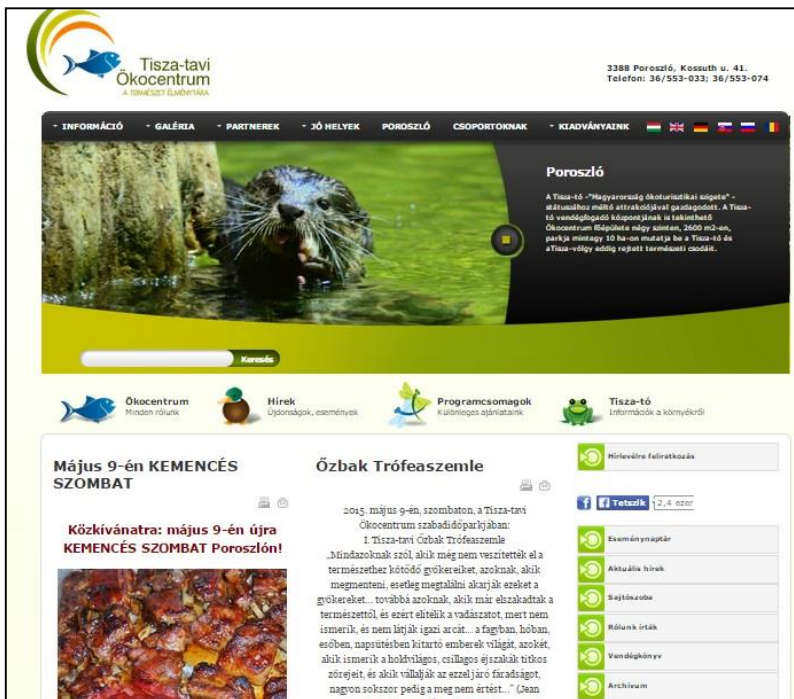 Tisza-tavi
Ökocentrum
A TERMÉSZET ÉLMÉNYTÁRA
3388 Poroszló, Kossuth u. 41.
Telefon: 36/553-033; 36/553-074
INFORMÁCIÓ GALÉRIA PARTNEREK JÓ HELYEK POROSZLÓ CSOPORTOKNAK KIADVÁNYAINK
Poroszló
A Tisza-tó -"Magyarország ökoturisztikai szigete" -
státuszához méltó attrakciójával gazdagodott. A Tisza-
tó vendégfogadó központjának is tekinthető
Ökocentrum főépülete négy szinten, 2600 m2-en,
parkja mintegy 10 ha-on mutatja be a Tisza-tó és
aTisza-völgy eddig rejtett természeti csodáit.
Keresés
Ökocentrum
Minden rólunk
Hírek
Újdonságok, események
Programcsomagok
Különleges ajánlataink
Tisza-tó
Információk a környékről
Május 9-én KEMENCÉS
SZOMBAT
Közkívánatra: május 9-én újra
KEMENCÉS SZOMBAT Poroszlón!
Őzbak Trófeaszemle
2015. május 9-én, szombaton, a Tisza-tavi
Ökocentrum szabadidőparkjában:
I. Tisza-tavi Őzbak Trófeaszemle
„Mindazoknak szól, akik még nem veszítették el a
természethez kötődő gyökereiket, azoknak, akik
megmenteni, esetleg megtalálni akarják ezeket a
gyökereket... továbbá azoknak, akik már elszakadtak a
természettől, és ezért elítélik a vadászatot, mert nem
ismerik, és nem látják igazi arcát... a fagyban, hóban,
esőben, napsütésben kitartó emberek világát, azokét,
akik ismerik a holdvilágos, csillagos éjszakák titkos
zörejeit, és akik vállalják az ezzel járó fáradságot,
nagyon sokszor pedig a meg nem értést..." (Jean
Hírlevélre feliratkozás
Tetszik 2,4 ezer
Eseménynaptár
Aktuális hírek
Sajtószoba
Rólunk írták
Vendégkönyv
Archívum